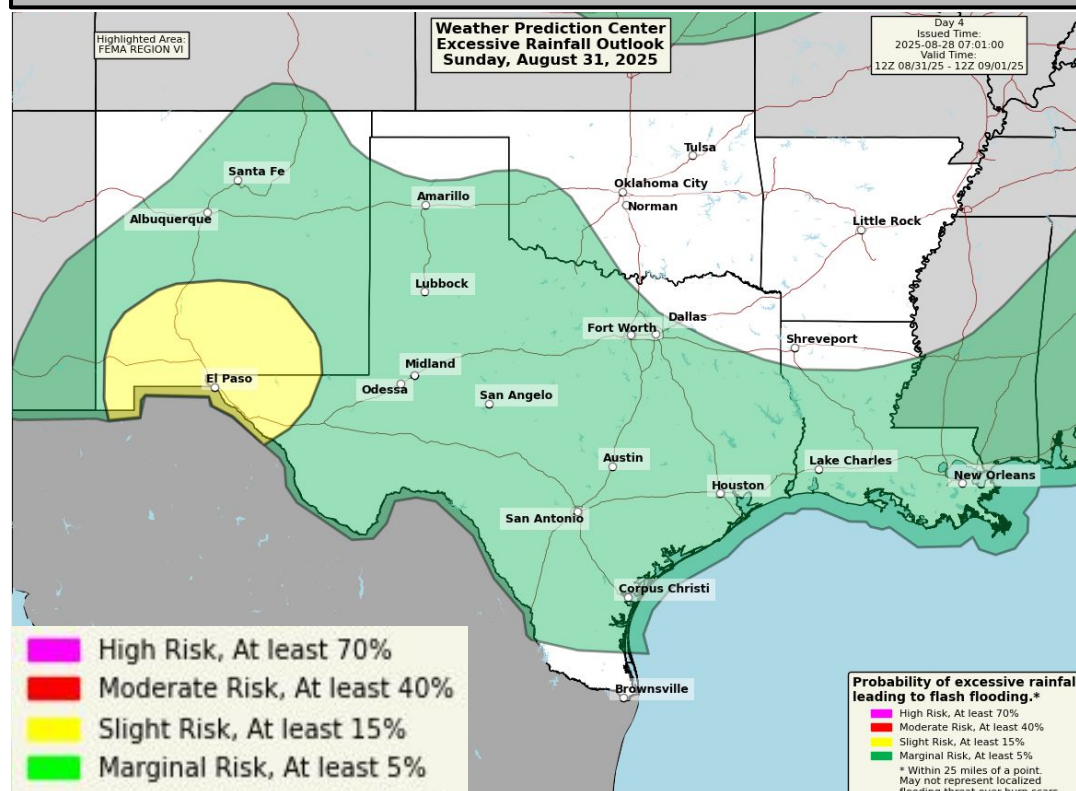 Highlighted Area:
FEMA REGION VI
Weather Prediction Center
Excessive Rainfall Outlook
Sunday, August 31, 2025
Day 4
Issued Time:
2025-08-28 07:01:00
Valid Time:
12Z 08/31/25 - 12Z 09/01/25
Tulsa
Santa Fe
Oklahoma City
Amarillo
Norman
Albuquerque
Little Rock
Lubbock
Dallas
Fort Worth
Shreveport
Midland
El Paso
Odessa
San Angelo
Austin
Lake Charles
New Orleans
Houston
San Antonio
Corpus Christi
Brownsville
High Risk, At least 70%
Moderate Risk, At least 40%
Slight Risk, At least 15%
Marginal Risk, At least 5%
Probability of excessive rainfall
leading to flash flooding.*
High Risk, At least 70%
Moderate Risk, At least 40%
Slight Risk, At least 15%
Marginal Risk, At least 5%
* Within 25 miles of a point.
May not represent localized
flooding threat over burn scars